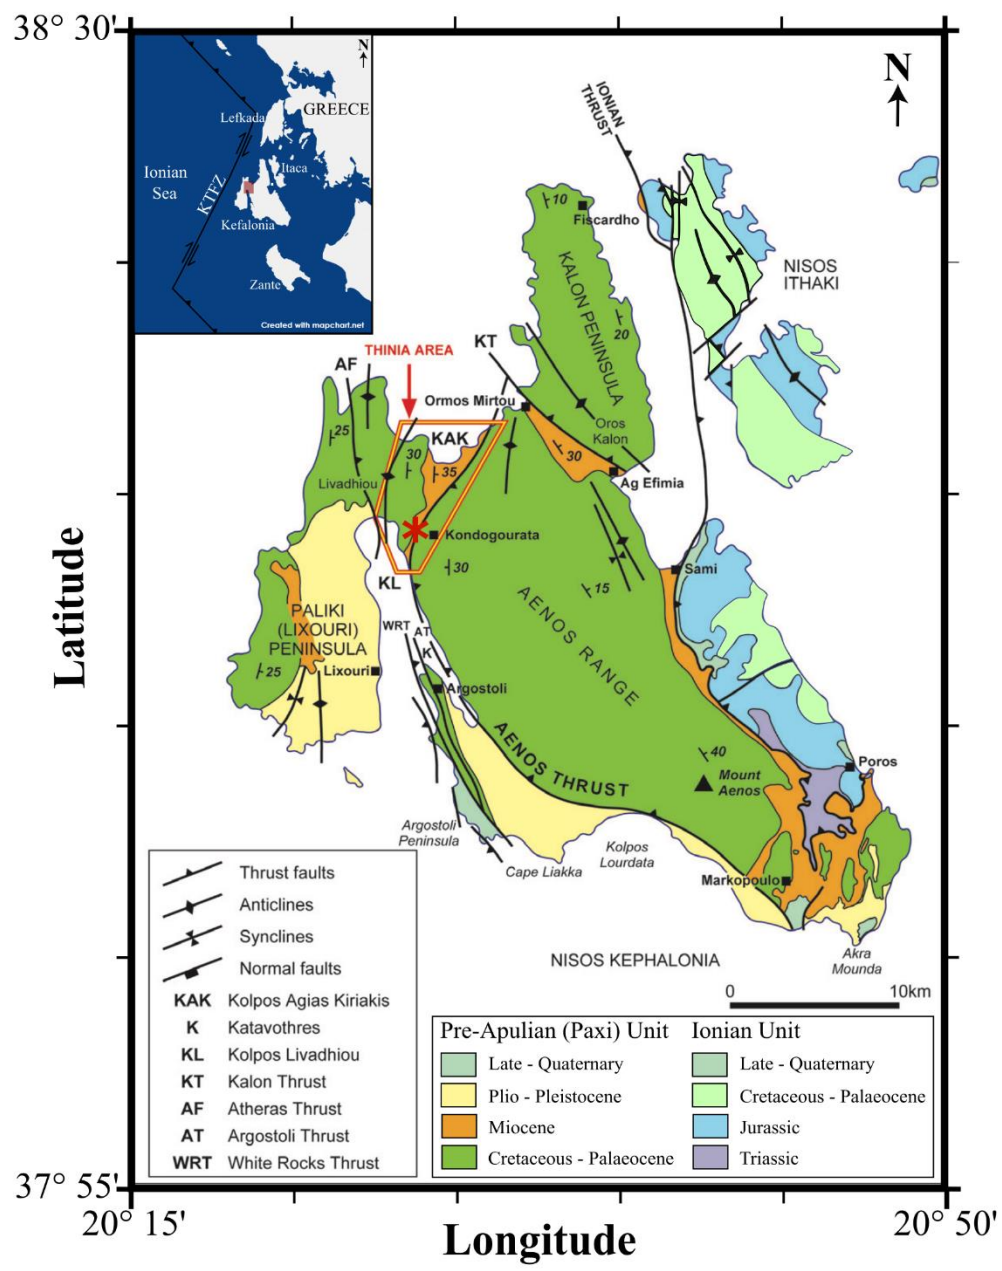 38° 30'
N
GREECE
Lefkada
Ionian
Sea
Itaca
KTFZ
Kefalonia
Zante
Created with mapchart.net
N
IONIAN
THRUST
10
Fiscardho
KALON PENINSULA
20
NISOS
ITHAKI
KT
THINIA AREA
AF
Ormos Mirtou
Oros
Kalon
25
KAK
30
35
30
Livadhiou
Ag Efimia
Kondogourata
30
KL
Sami
15
AENOS RANGE
PALIKI
(LIXOURI)
PENINSULA
WRT
AT
K
25
Lixouri
Argostoli
AENOS THRUST
40
Mount
Aenos
Poros
Argostoli
Peninsula
Cape Liakka
Kolpos
Lourdata
Markopoulo
Akra
Mounda
NISOS KEPHALONIA
0 10km
Thrust faults
Anticlines
Synclines
Normal faults
KAK Kolpos Agias Kiriakis
K Katavothres
KL Kolpos Livadhiou
KT Kalon Thrust
AF Atheras Thrust
AT Argostoli Thrust
WRT White Rocks Thrust
Pre-Apulian (Paxi) Unit
Late - Quaternary
Plio - Pleistocene
Miocene
Cretaceous - Palaeocene
Ionian Unit
Late - Quaternary
Cretaceous - Palaeocene
Jurassic
Triassic
Latitude
37° 55'
20° 15'
20° 50'
Longitude